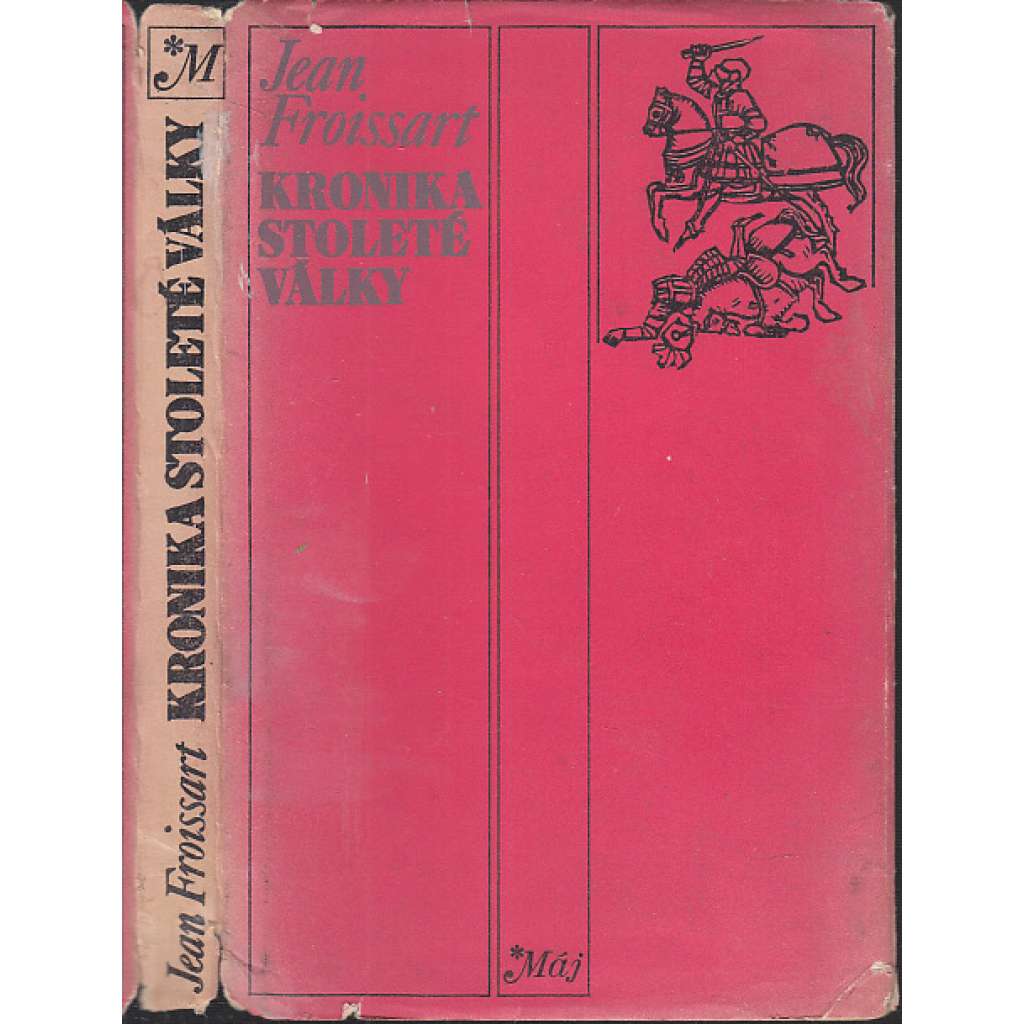 *M
Jean Froissart KRONIKA STOLETÉ VÁLKY
Jean
Froissart
KRONIKA
STOLETÉ
VÁLKY
*Máj